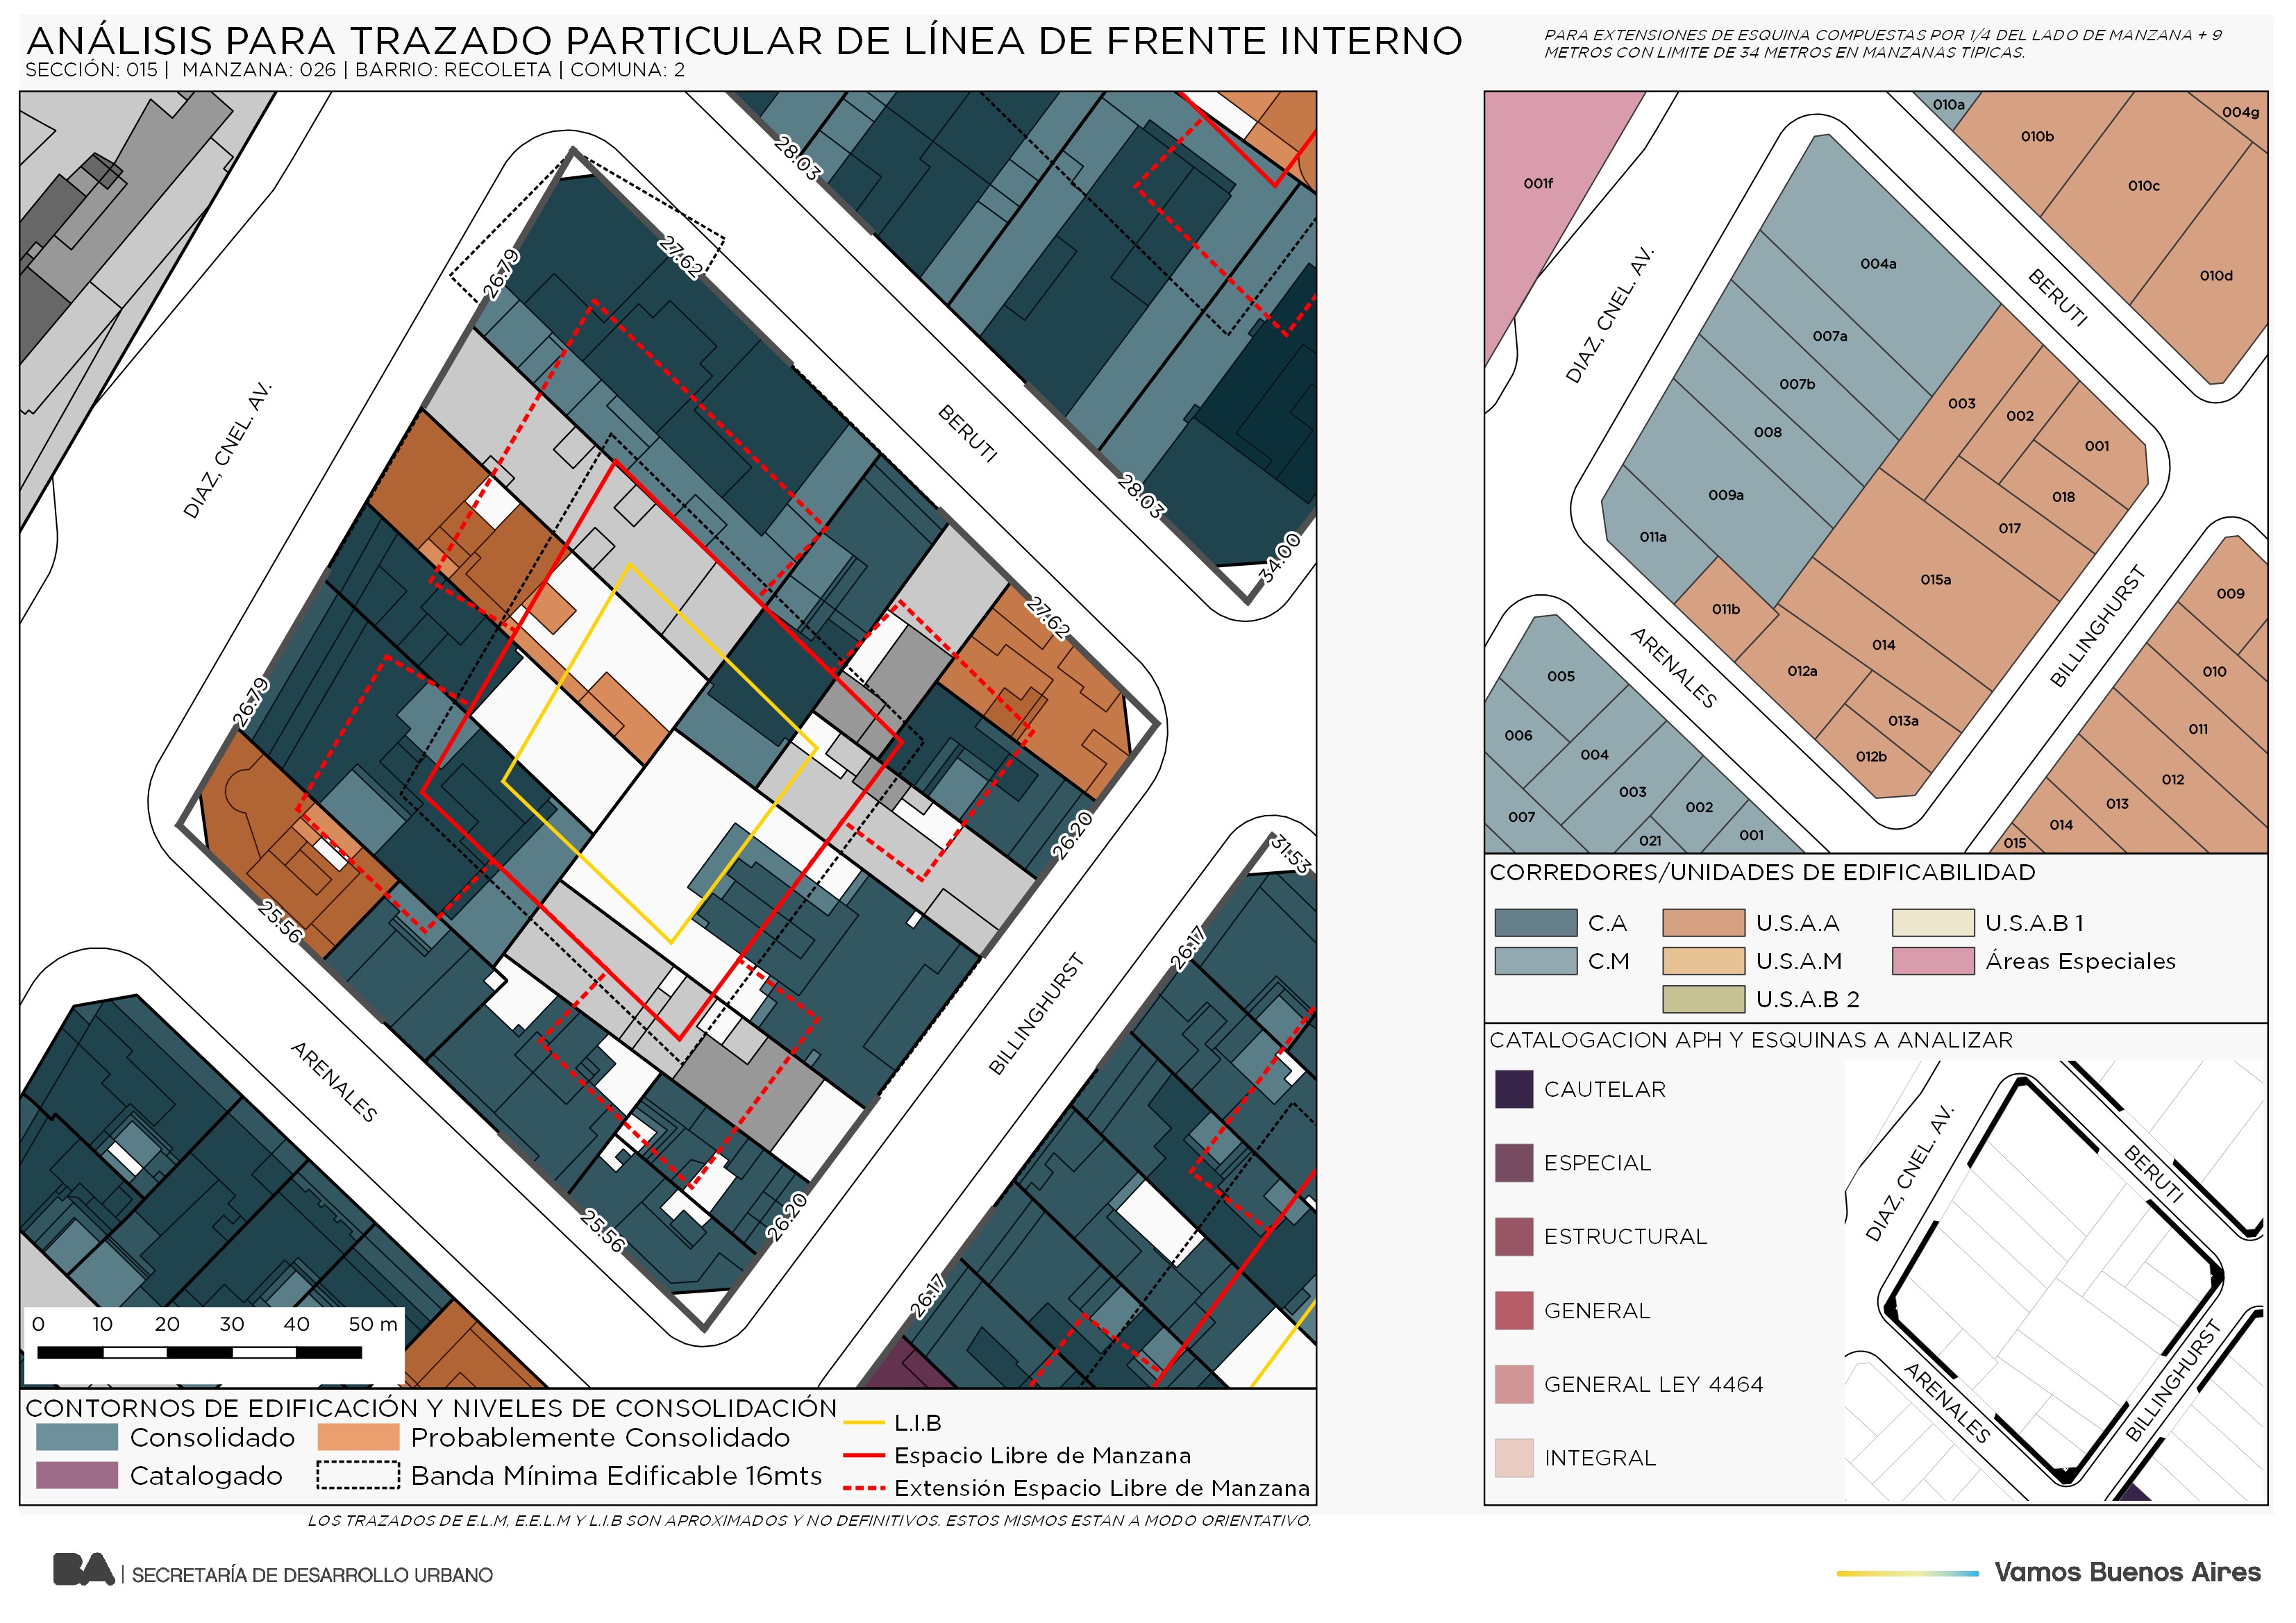 ANÁLISIS PARA TRAZADO PARTICULAR DE LÍNEA DE FRENTE INTERNO
SECCIÓN: 015 | MANZANA: 026 | BARRIO: RECOLETA | COMUNA: 2
PARA EXTENSIONES DE ESQUINA COMPUESTAS POR 1/4 DEL LADO DE MANZANA + 9
METROS CON LIMITE DE 34 METROS EN MANZANAS TIPICAS.
28.03
27.62
26.79
DIAZ, CNEL. AV.
BERUTI
28.03
34.00
27.62
26.79
26.20
31.53
25.56
26.17
BILLINGHURST
ARENALES
26.20
25.56
26.17
0 10 20 30 40 50 m
CONTORNOS DE EDIFICACIÓN Y NIVELES DE CONSOLIDACIÓN
Consolidado
Probablemente Consolidado
Catalogado
Banda Mínima Edificable 16mts
L.I.B
Espacio Libre de Manzana
Extensión Espacio Libre de Manzana
LOS TRAZADOS DE E.L.M, E.E.L.M Y L.I.B SON APROXIMADOS Y NO DEFINITIVOS. ESTOS MISMOS ESTAN A MODO ORIENTATIVO.
010a
004g
010b
001f
010c
004a
010d
DIAZ, CNEL. AV.
BERUTI
007a
007b
003
002
008
001
009a
018
017
011a
015a
009
011b
ARENALES
014
BILLINGHURST
012a
005
010
013a
006
004
011
012b
003
002
012
007
013
021
001
014
015
CORREDORES/UNIDADES DE EDIFICABILIDAD
C.A
U.S.A.A
U.S.A.B 1
C.M
U.S.A.M
Áreas Especiales
U.S.A.B 2
CATALOGACION APH Y ESQUINAS A ANALIZAR
CAUTELAR
ESPECIAL
ESTRUCTURAL
GENERAL
GENERAL LEY 4464
INTEGRAL
DIAZ, CNEL. AV.
BERUTI
ARENALES
BILLINGHURST
BA | SECRETARÍA DE DESARROLLO URBANO
Vamos Buenos Aires